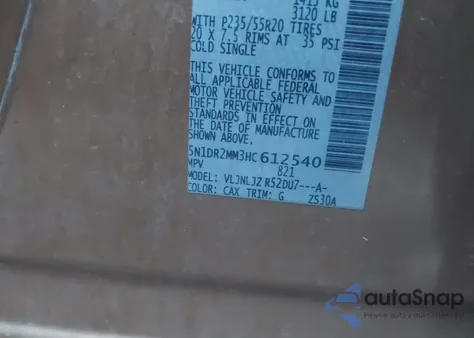 1415 KG
3120 LB
WITH P235/55R20 TIRES
20 X 7.5 RIMS AT 35 PSI
COLD SINGLE
THIS VEHICLE CONFORMS TO
ALL APPLICABLE FEDERAL
MOTOR VEHICLE SAFETY AND
THEFT PREVENTION
STANDARDS IN EFFECT ON
THE DATE OF MANUFACTURE
SHOWN ABOVE.
5N1DR2MM3HC612540
MPV 821
MODEL: VLJNLJZ R52DU7---A-
COLOR: CAX TRIM: G ZS30A
autoSnap